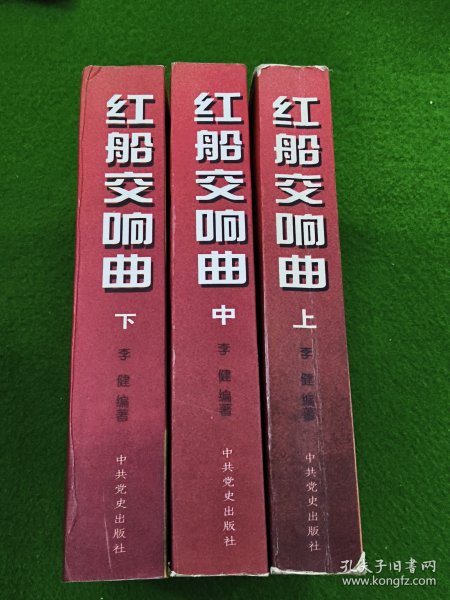 红船交响曲
下
李健编著
中共党史出版社
红船交响曲
中
李健编著
中共党史出版社
红船交响曲
上
李健编著
中共党史出版社
孔夫子旧书网
www.kongfz.com